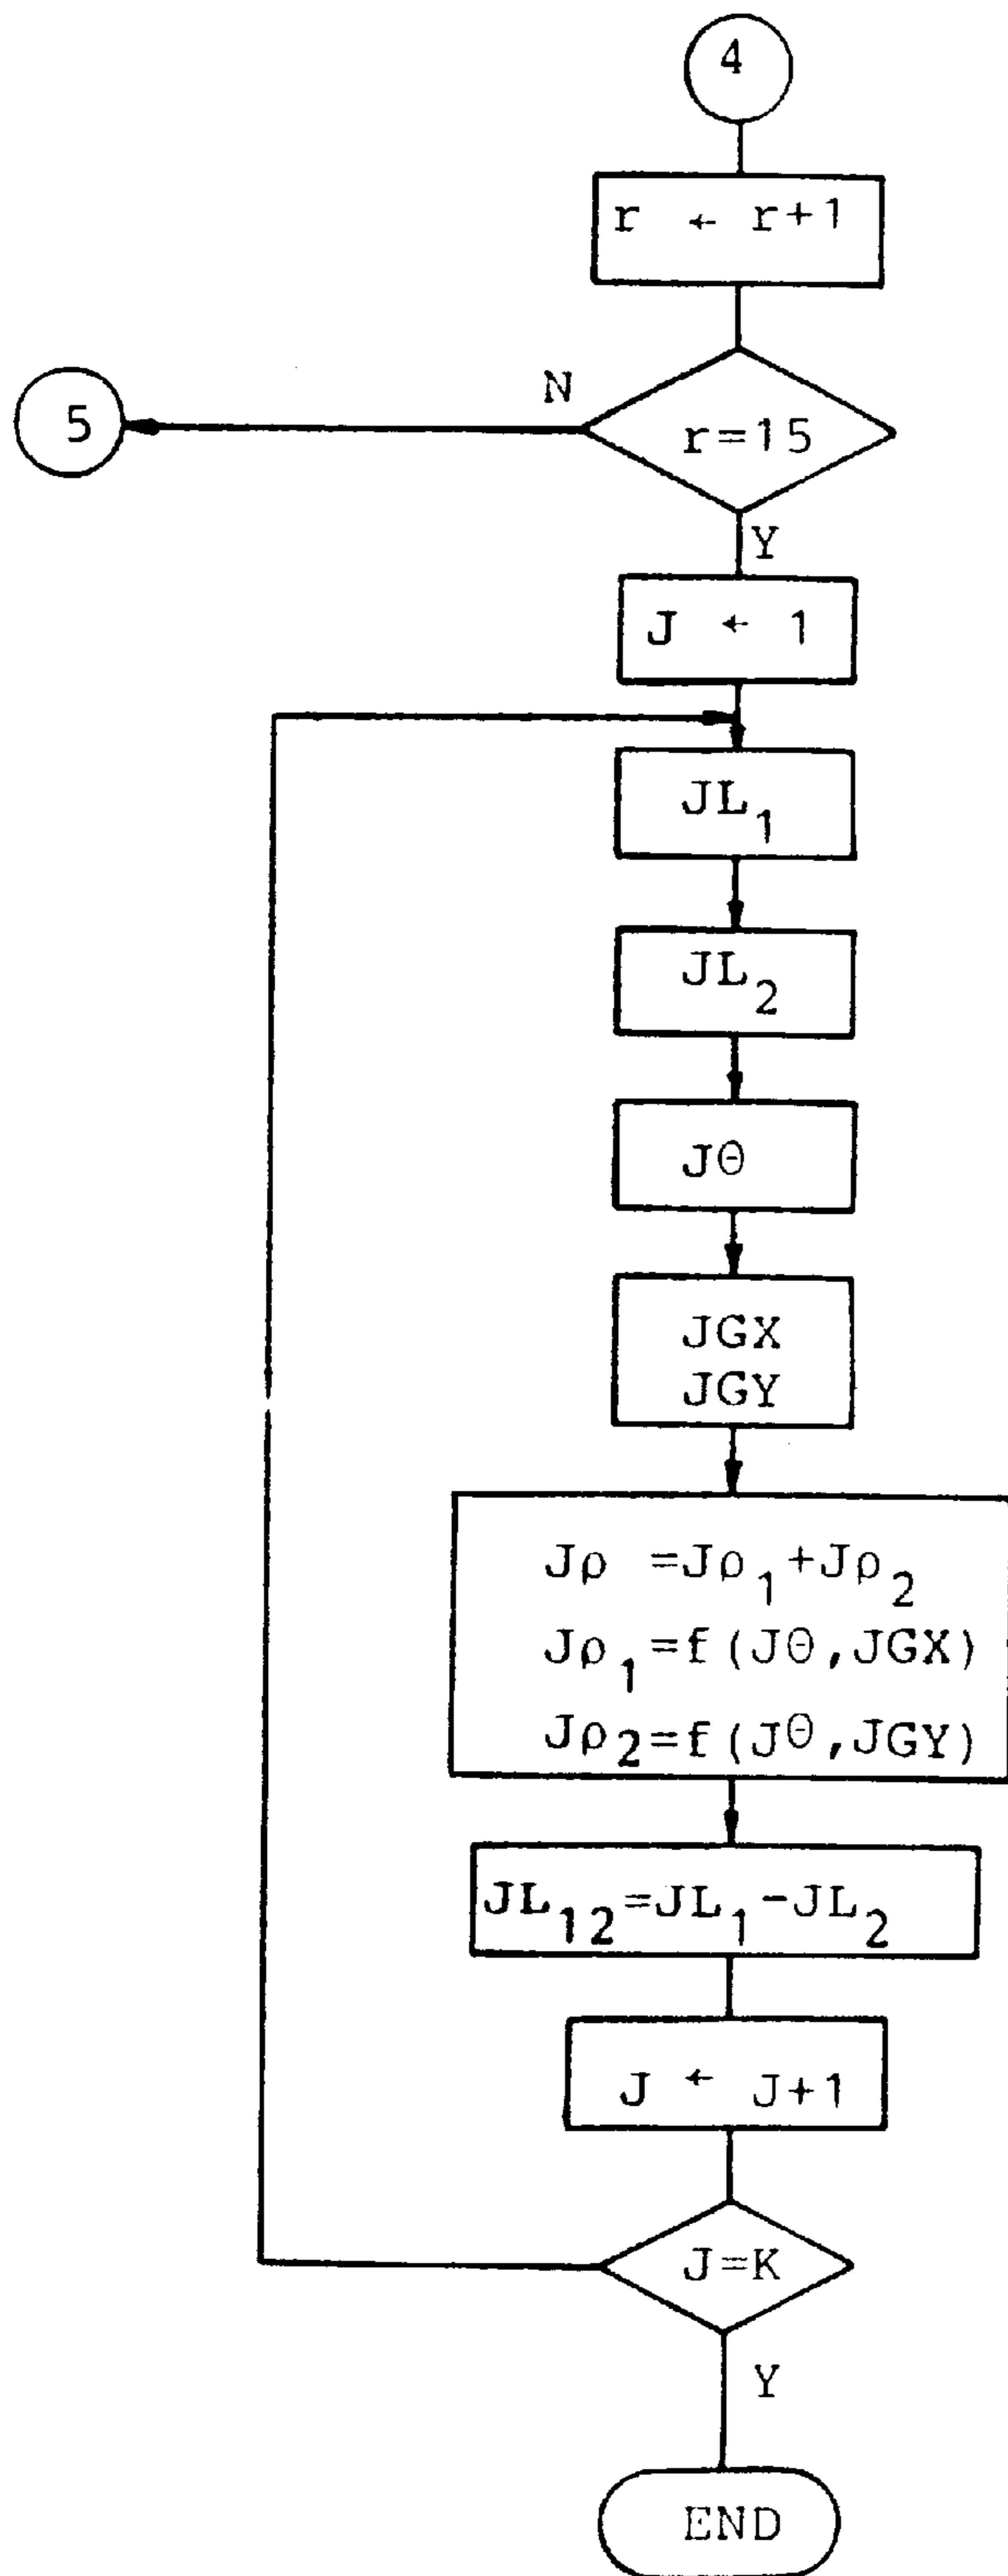 4
r ← r+1
N
5
r=15
Y
J ← 1
JL₁
JL₂
JΘ
JGX
JGY
Jρ =Jρ₁+Jρ₂
Jρ₁=f(JΘ,JGX)
Jρ₂=f(JΘ,JGY)
JL₁₂=JL₁-JL₂
J ← J+1
J=K
Y
END